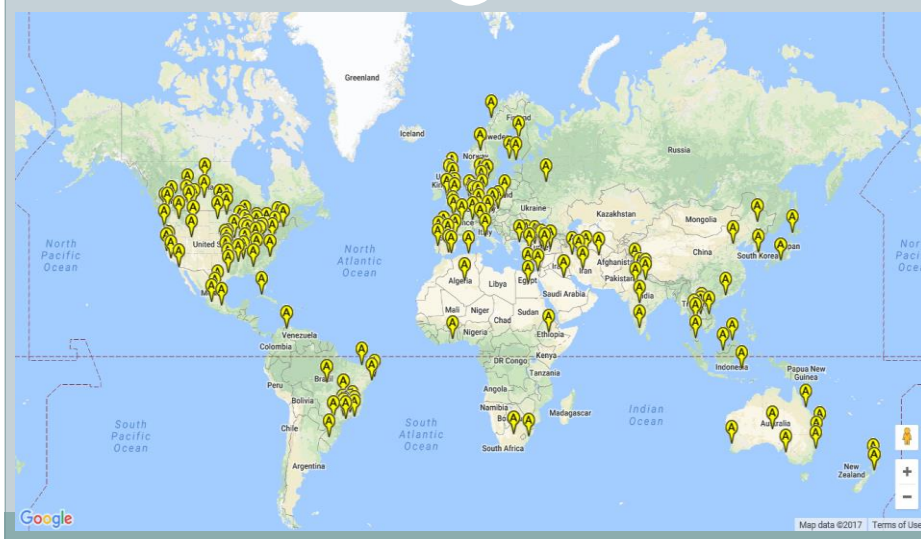 Greenland
Iceland
Finland
Sweden
Norway
Russia
Ukraine
Kazakhstan
Mongolia
North
Pacific
Ocean
North
Atlantic
Ocean
United S
Italy
Turkey
China
South Korea
Japan
Afghanistan
Iran
Pakistan
Algeria
Libya
Egypt
Saudi Arabia
India
Mali
Niger
Chad
Sudan
Nigeria
Ethiopia
Venezuela
Colombia
DR Congo
Kenya
Tanzania
Indonesia
Papua New
Guinea
Peru
Brazil
Bolivia
Angola
Namibia
Madagascar
Indian
Ocean
South
Pacific
Ocean
South
Atlantic
Ocean
Chile
Argentina
South Africa
Australia
New
Zealand
Google
Map data ©2017
Terms of Use